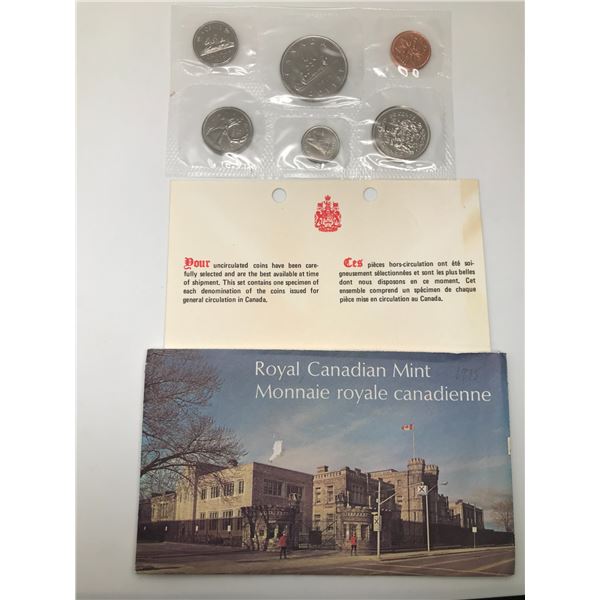 Your uncirculated coins have been care-
fully selected and are the best available at time
of shipment. This set contains one specimen of
each denomination of the coins issued for
general circulation in Canada.
Ces pièces hors-circulation ont été soi-
gneusement sélectionnées et sont les plus belles
dont nous disposons en ce moment. Cet
ensemble comprend un spécimen de chaque
pièce mise en circulation au Canada.
Royal Canadian Mint
Monnaie royale canadienne